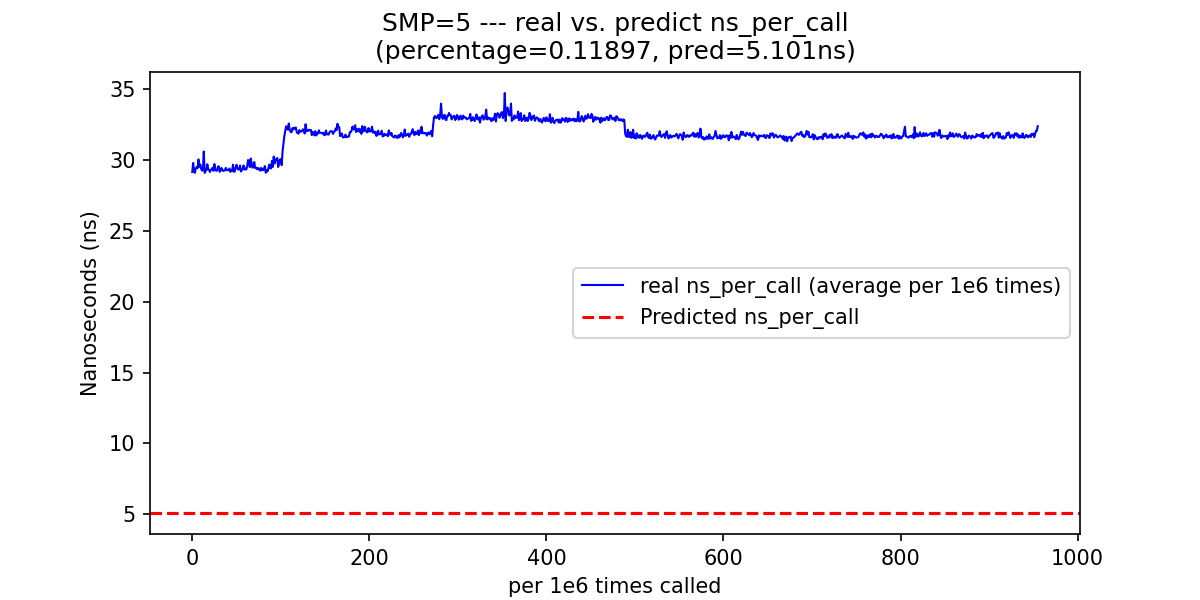 SMP=5 --- real vs. predict ns_per_call
(percentage=0.11897, pred=5.101ns)
35
30
25
20
15
10
5
Nanoseconds (ns)
real ns_per_call (average per 1e6 times)
Predicted ns_per_call
0 200 400 600 800 1000
per 1e6 times called